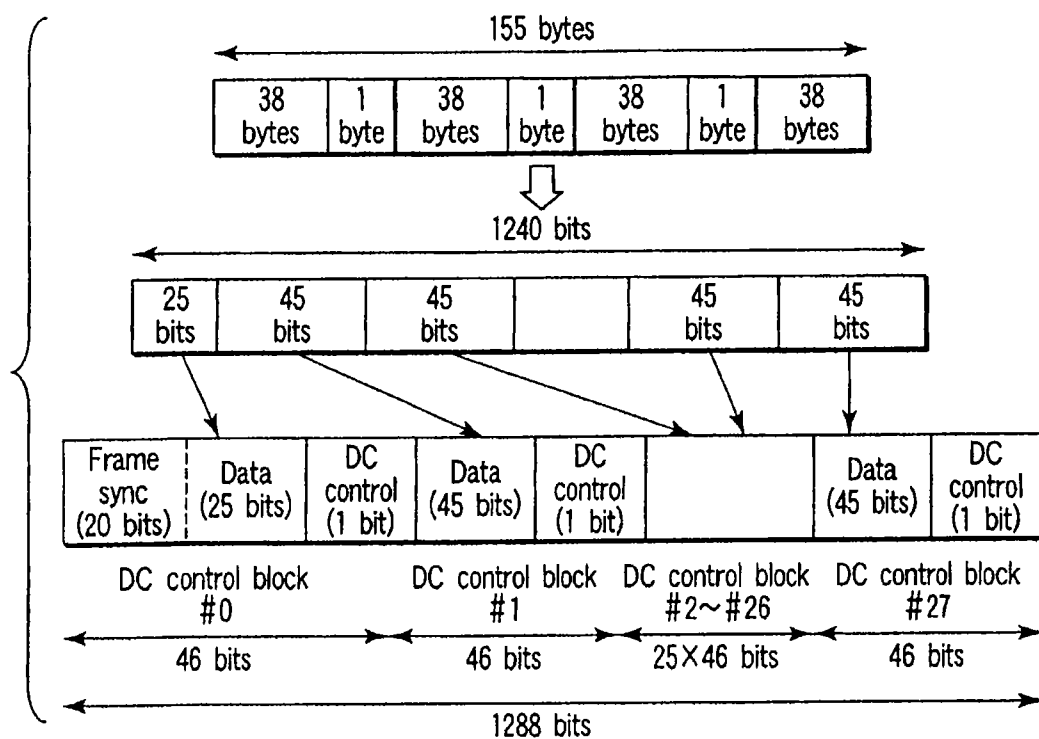 155 bytes
38 bytes
1 byte
38 bytes
1 byte
38 bytes
1 byte
38 bytes
1240 bits
25 bits
45 bits
45 bits
45 bits
45 bits
Frame sync (20 bits)
Data (25 bits)
DC control (1 bit)
Data (45 bits)
DC control (1 bit)
Data (45 bits)
DC control (1 bit)
DC control block #0
DC control block #1
DC control block #2~#26
DC control block #27
46 bits
46 bits
25×46 bits
46 bits
1288 bits